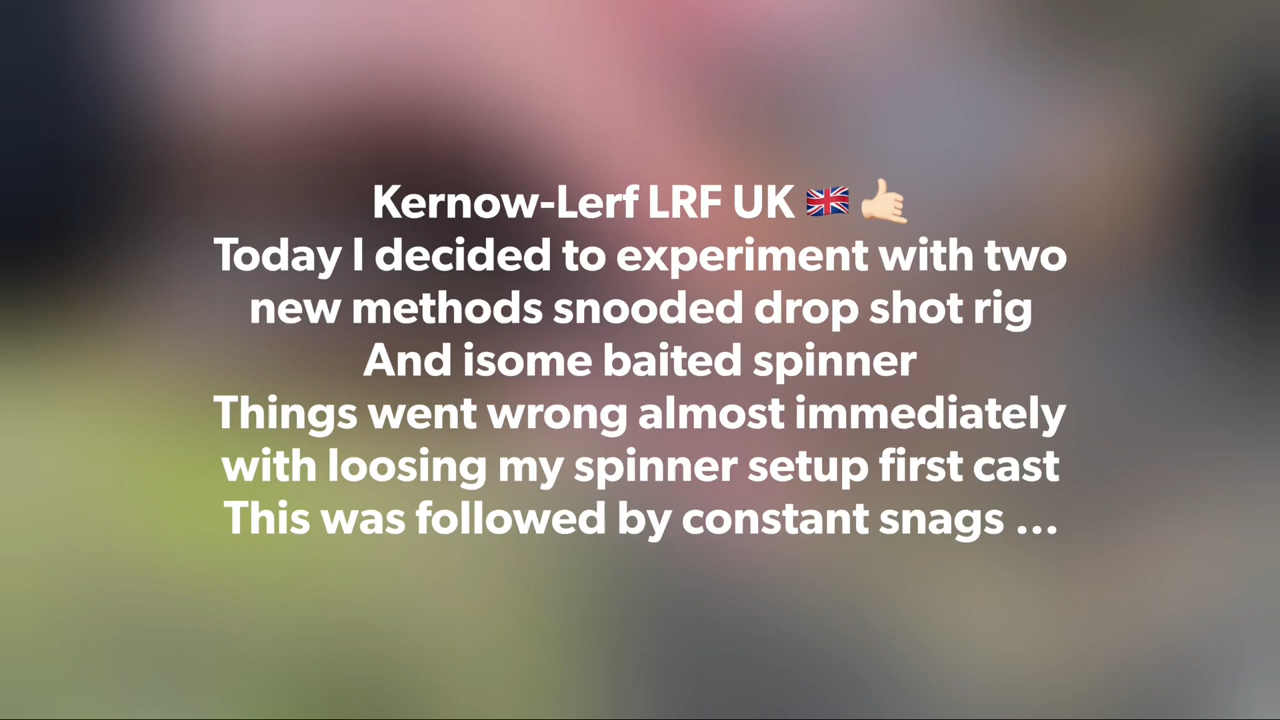 Kernow-Lerf LRF UK 🇬🇧 🤙🏻
Today I decided to experiment with two
new methods snooded drop shot rig
And isome baited spinner
Things went wrong almost immediately
with loosing my spinner setup first cast
This was followed by constant snags ...